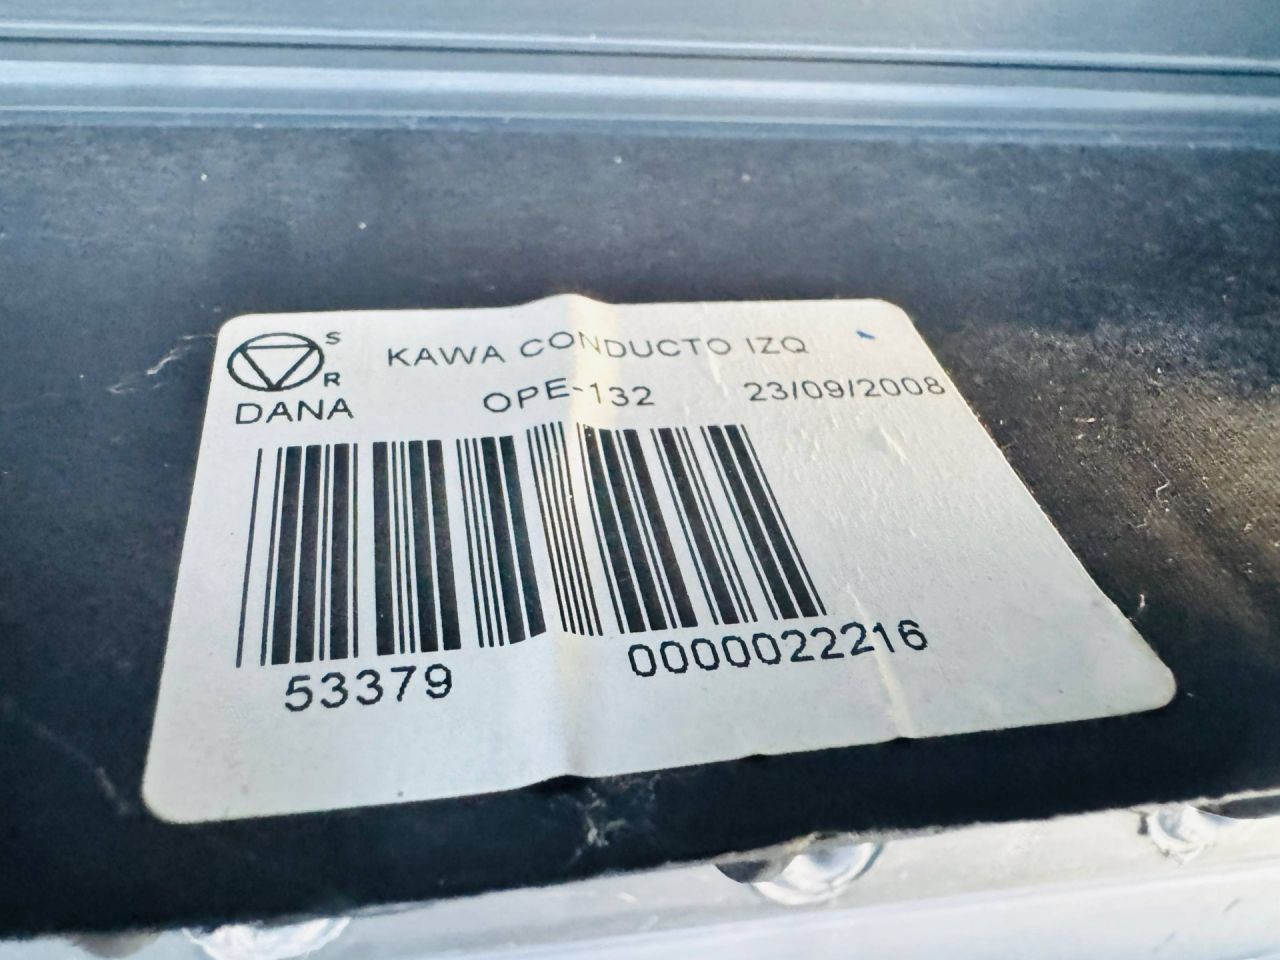 S
R
DANA
KAWA CONDUCTO IZQ
OPE-132 23/09/2008
53379 0000022216